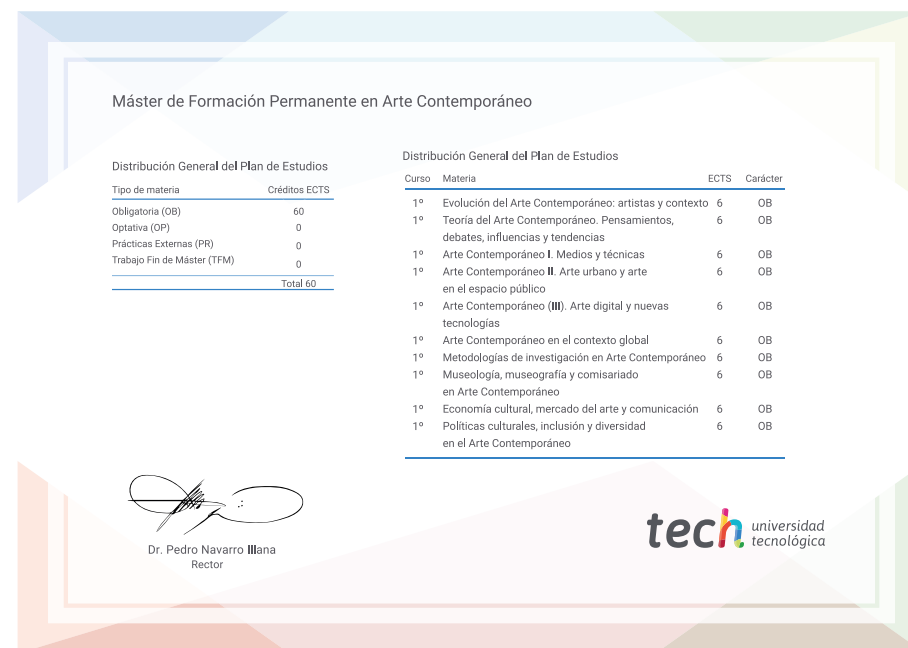 Máster de Formación Permanente en Arte Contemporáneo
Distribución General del Plan de Estudios
Tipo de materia Créditos ECTS
Obligatoria (OB) 60
Optativa (OP) 0
Prácticas Externas (PR) 0
Trabajo Fin de Máster (TFM) 0
Total 60
Distribución General del Plan de Estudios
Curso Materia ECTS Carácter
1º Evolución del Arte Contemporáneo: artistas y contexto 6 OB
1º Teoría del Arte Contemporáneo. Pensamientos, 6 OB
debates, influencias y tendencias
1º Arte Contemporáneo I. Medios y técnicas 6 OB
1º Arte Contemporáneo II. Arte urbano y arte 6 OB
en el espacio público
1º Arte Contemporáneo (III). Arte digital y nuevas 6 OB
tecnologías
1º Arte Contemporáneo en el contexto global 6 OB
1º Metodologías de investigación en Arte Contemporáneo 6 OB
1º Museología, museografía y comisariado 6 OB
en Arte Contemporáneo
1º Economía cultural, mercado del arte y comunicación 6 OB
1º Políticas culturales, inclusión y diversidad 6 OB
en el Arte Contemporáneo
Dr. Pedro Navarro Illana
Rector
tech universidad
tecnológica